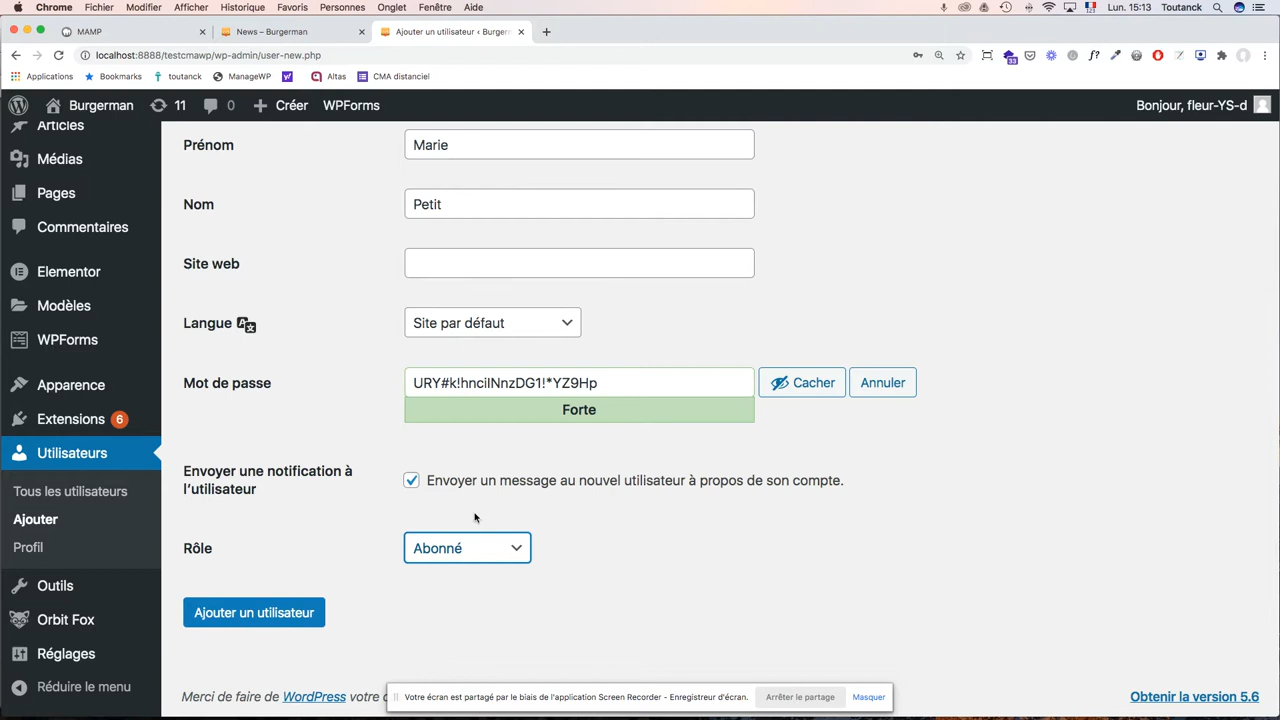 Chrome Fichier Modifier Afficher Historique Favoris Personnes Onglet Fenêtre Aide Lun. 15:13 Toutanck
MAMP News – Burgerman Ajouter un utilisateur ‹ Burger
localhost:8888/testcmawp/wp-admin/user-new.php
33
Applications Bookmarks toutanck ManageWP Altas CMA distanciel
Burgerman 11 0 Créer WPForms Bonjour, fleur-YS-d
Articles
Médias
Pages
Commentaires
Elementor
Modèles
WPForms
Apparence
Extensions 6
Utilisateurs
Tous les utilisateurs
Ajouter
Profil
Outils
Orbit Fox
Réglages
Réduire le menu
Prénom Marie
Nom Petit
Site web
Langue Site par défaut
Mot de passe URY#k!hnciINnzDG1!*YZ9Hp Cacher Annuler
Forte
Envoyer une notification à
l’utilisateur
Envoyer un message au nouvel utilisateur à propos de son compte.
Rôle Abonné
Ajouter un utilisateur
Merci de faire de WordPress votre
Votre écran est partagé par le biais de l'application Screen Recorder - Enregistreur d'écran. Arrêter le partage Masquer
Obtenir la version 5.6